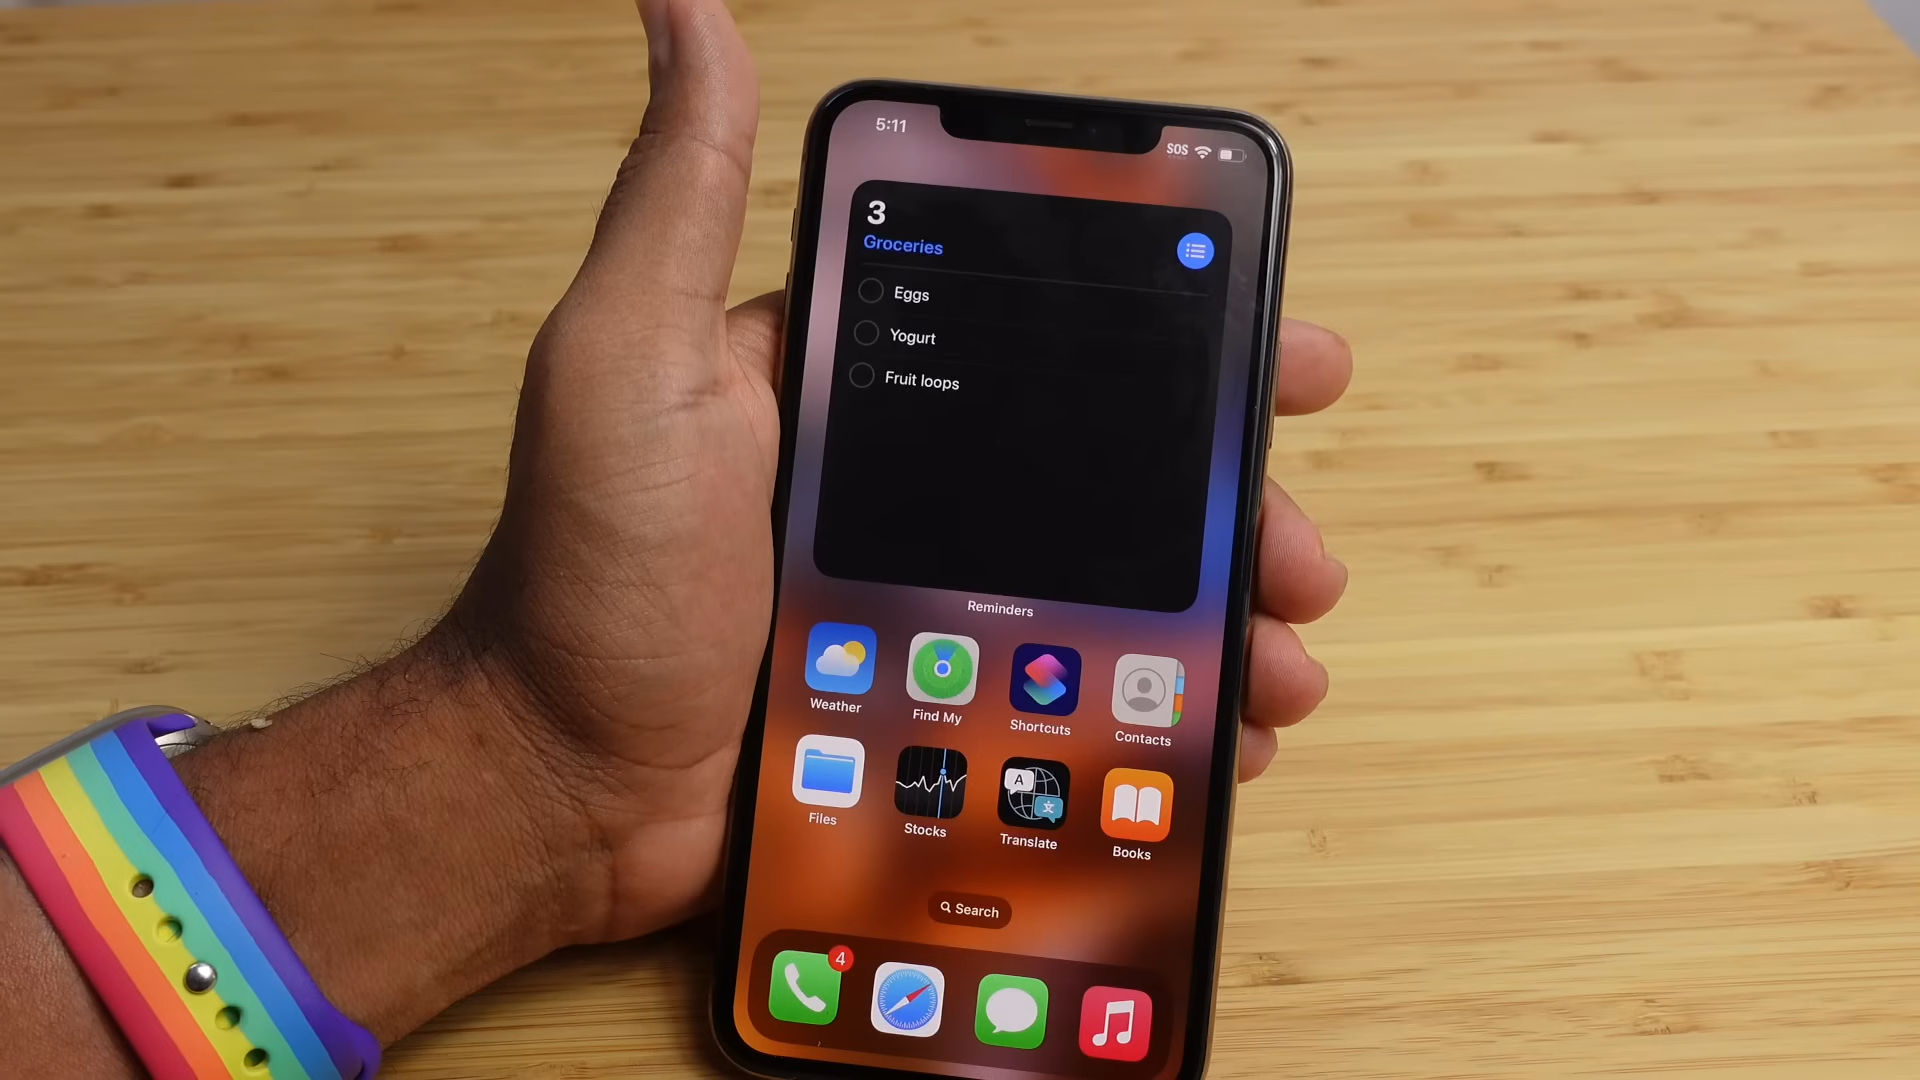 5:11
SOS
3
Groceries
Eggs
Yogurt
Fruit loops
Reminders
Weather
Find My
Shortcuts
Contacts
A
文
Files
Stocks
Translate
Books
Search
4